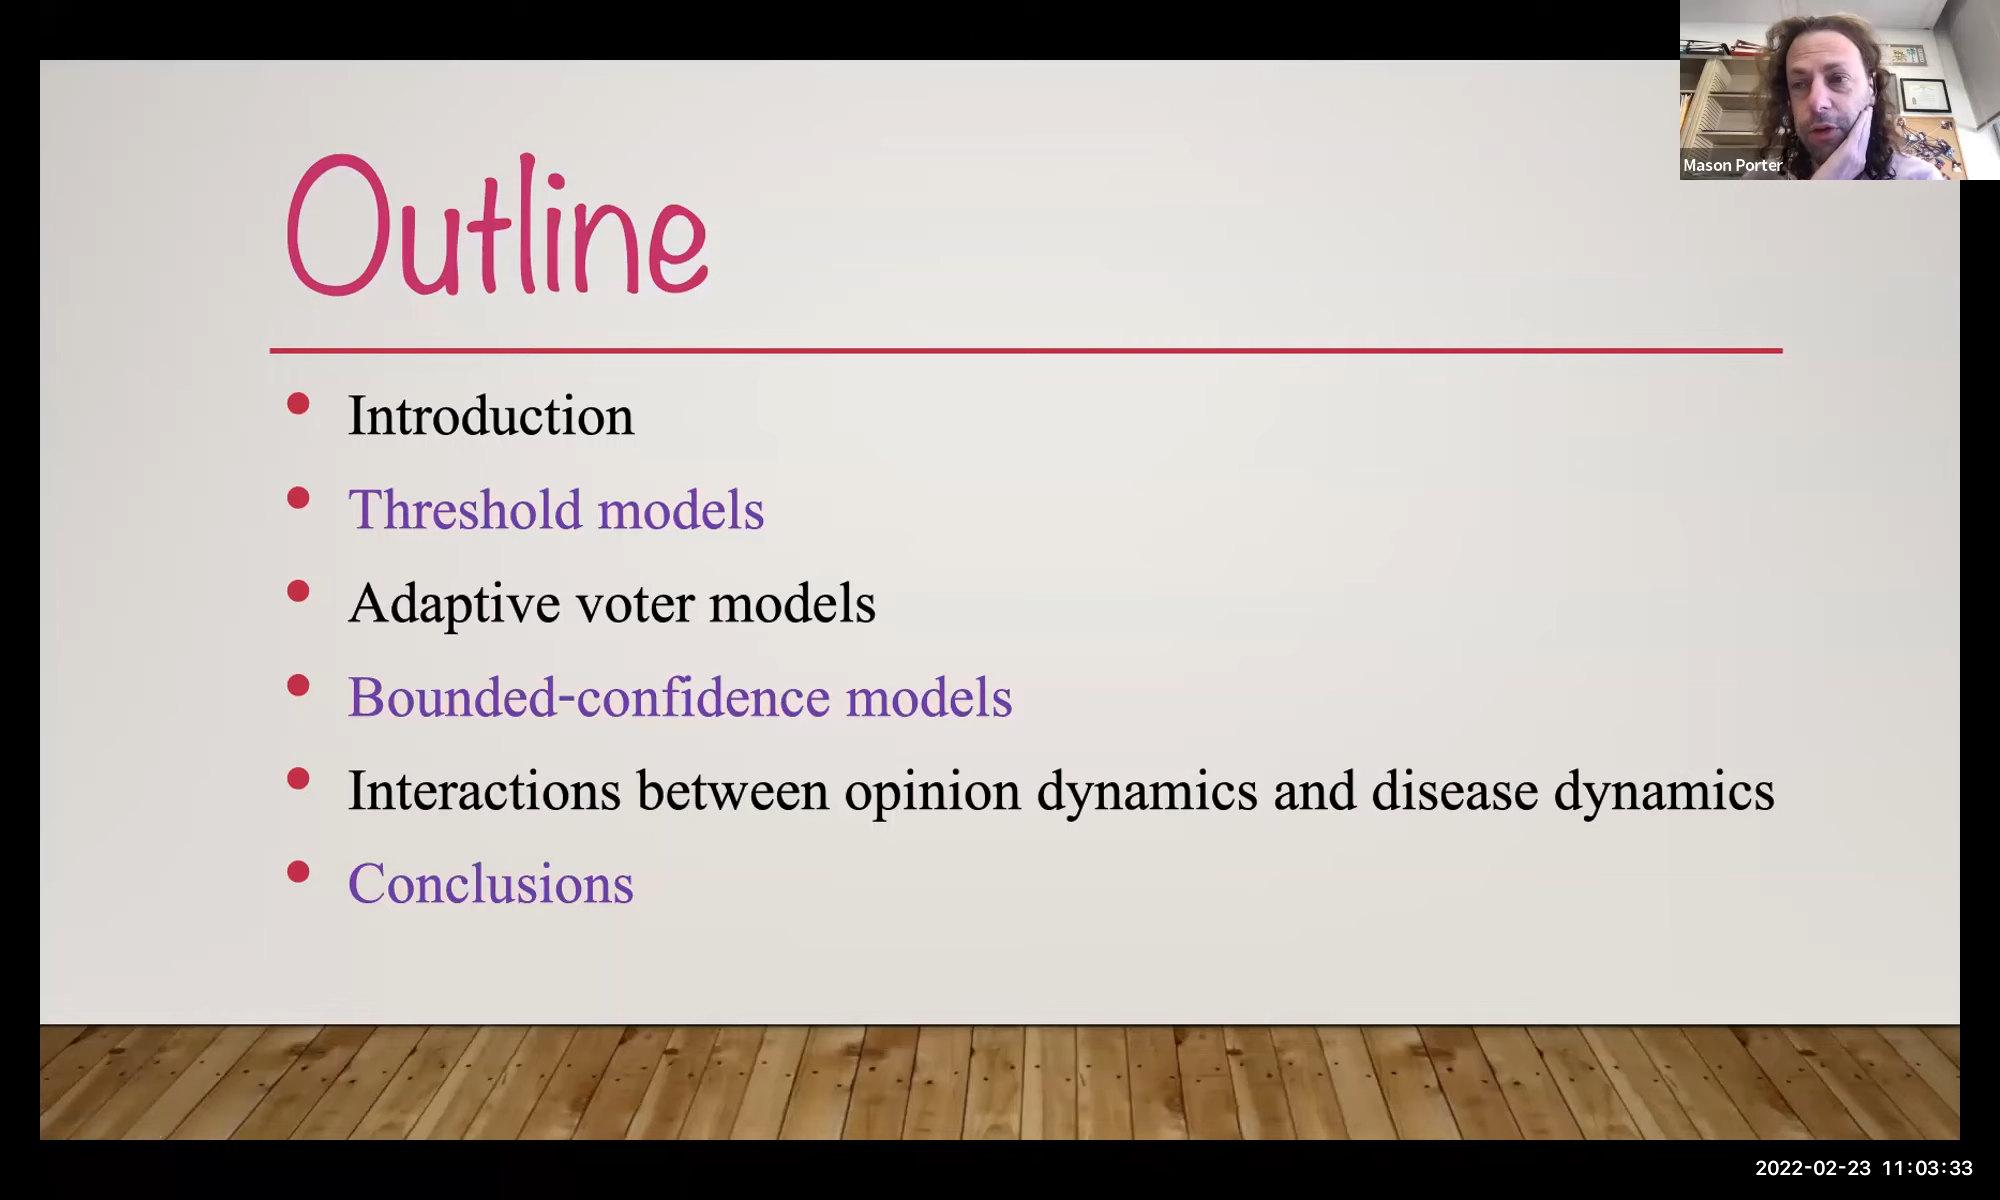 Outline
Introduction
Threshold models
Adaptive voter models
Bounded-confidence models
Interactions between opinion dynamics and disease dynamics
Conclusions
Mason Porter
2022-02-23 11:03:33